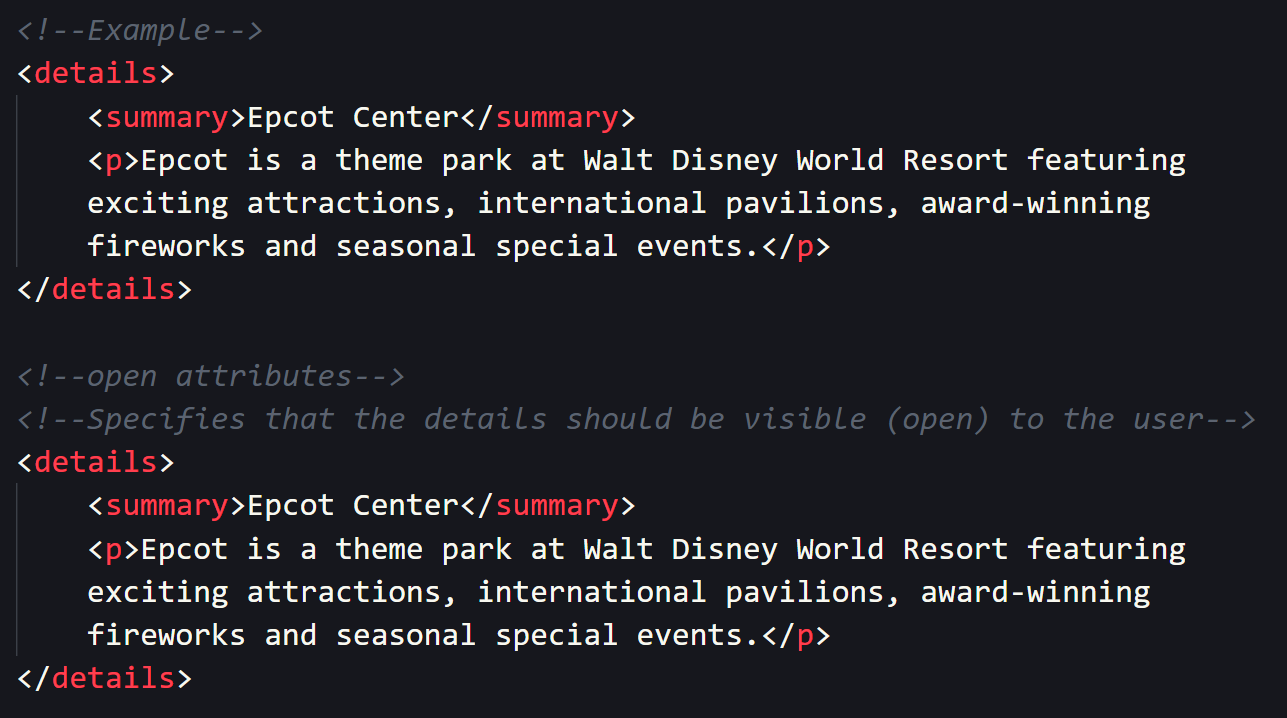 <!--Example-->
<details>
<summary>Epcot Center</summary>
<p>Epcot is a theme park at Walt Disney World Resort featuring
exciting attractions, international pavilions, award-winning
fireworks and seasonal special events.</p>
</details>
<!--open attributes-->
<!--Specifies that the details should be visible (open) to the user-->
<details>
<summary>Epcot Center</summary>
<p>Epcot is a theme park at Walt Disney World Resort featuring
exciting attractions, international pavilions, award-winning
fireworks and seasonal special events.</p>
</details>